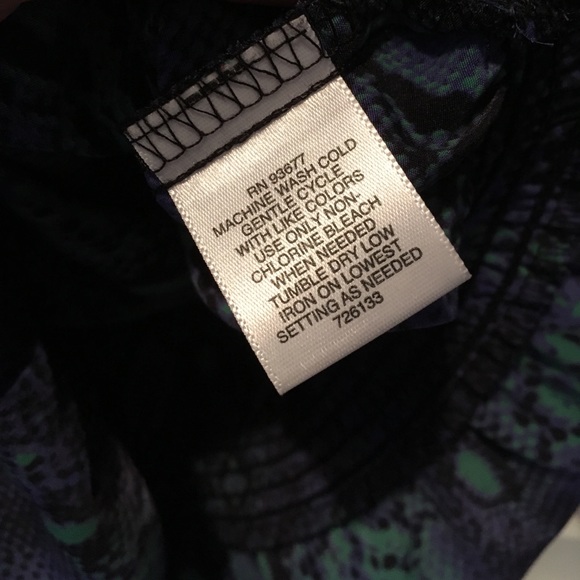 RN 93677
MACHINE WASH COLD
GENTLE CYCLE
WITH LIKE COLORS
USE ONLY NON-
CHLORINE BLEACH
WHEN NEEDED
TUMBLE DRY LOW
IRON ON LOWEST
SETTING AS NEEDED
726133